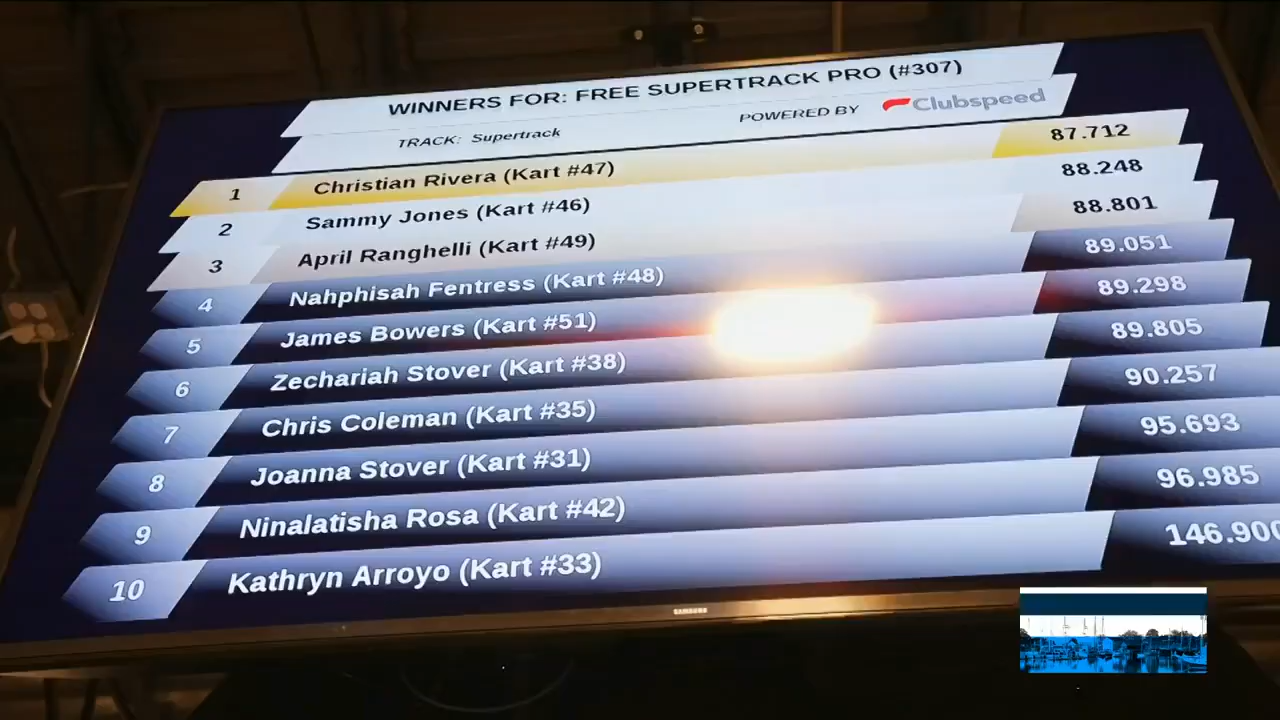 WINNERS FOR: FREE SUPERTRACK PRO (#307)
TRACK: Supertrack POWERED BY Clubspeed
1 Christian Rivera (Kart #47) 87.712
2 Sammy Jones (Kart #46) 88.248
3 April Ranghelli (Kart #49) 88.801
4 Nahphisah Fentress (Kart #48) 89.051
5 James Bowers (Kart #51) 89.298
6 Zechariah Stover (Kart #38) 89.805
7 Chris Coleman (Kart #35) 90.257
8 Joanna Stover (Kart #31) 95.693
9 Ninalatisha Rosa (Kart #42) 96.985
10 Kathryn Arroyo (Kart #33) 146.900
SAMSUNG